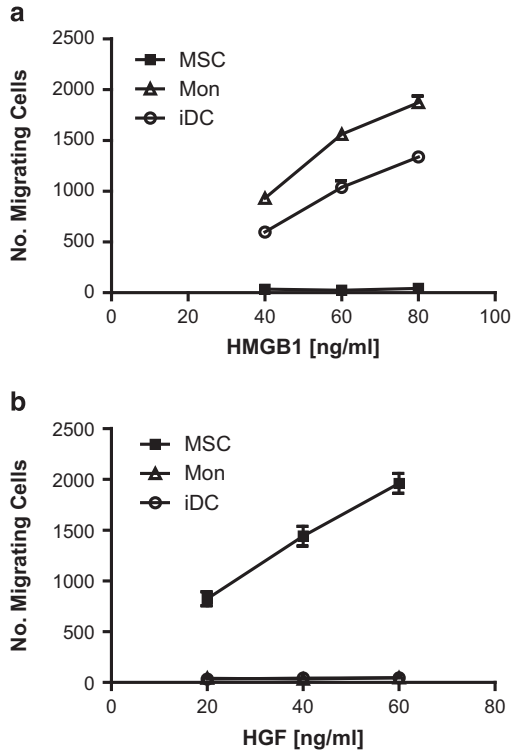 a
2500
2000
1500
1000
500
0
No. Migrating Cells
MSC
Mon
iDC
0 20 40 60 80 100
HMGB1 [ng/ml]
b
2500
2000
1500
1000
500
0
No. Migrating Cells
MSC
Mon
iDC
0 20 40 60 80
HGF [ng/ml]